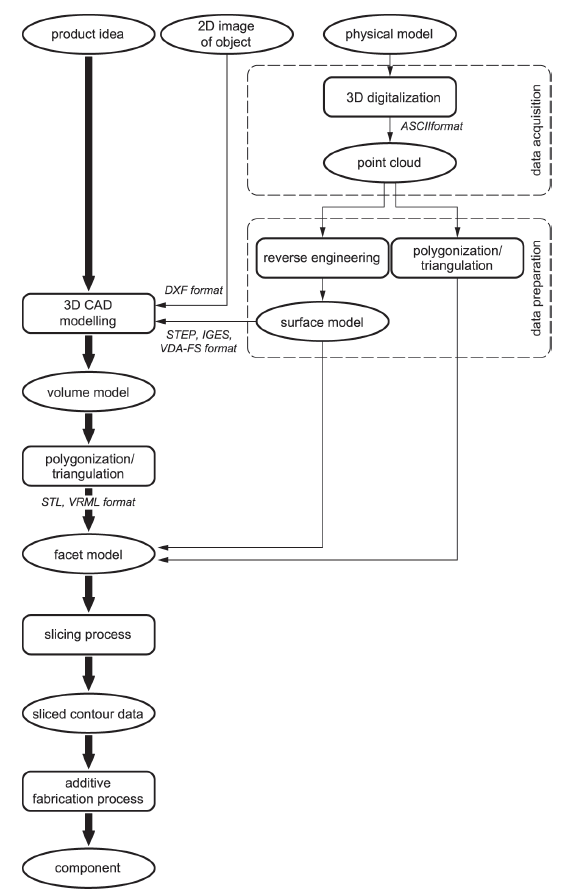 product idea
2D image
of object
physical model
3D digitalization
ASCIIformat
point cloud
data acquisition
reverse engineering
polygonization/
triangulation
data preparation
DXF format
3D CAD
modelling
surface model
STEP, IGES,
VDA-FS format
volume model
polygonization/
triangulation
STL, VRML format
facet model
slicing process
sliced contour data
additive
fabrication process
component